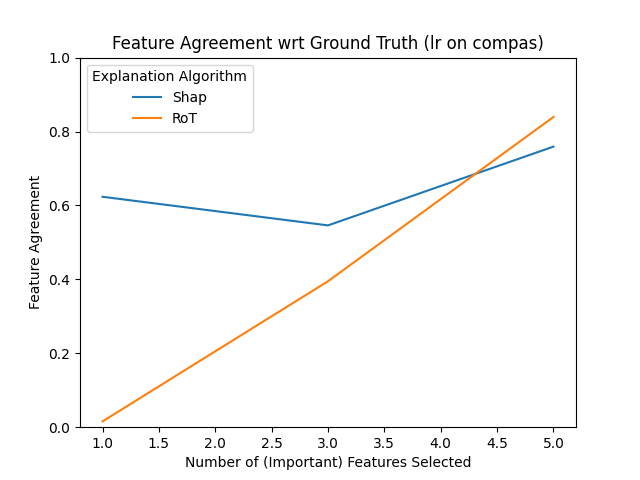 Feature Agreement wrt Ground Truth (lr on compas)
Explanation Algorithm
Shap
RoT
1.0
0.8
0.6
0.4
0.2
0.0
Feature Agreement
1.0 1.5 2.0 2.5 3.0 3.5 4.0 4.5 5.0
Number of (Important) Features Selected